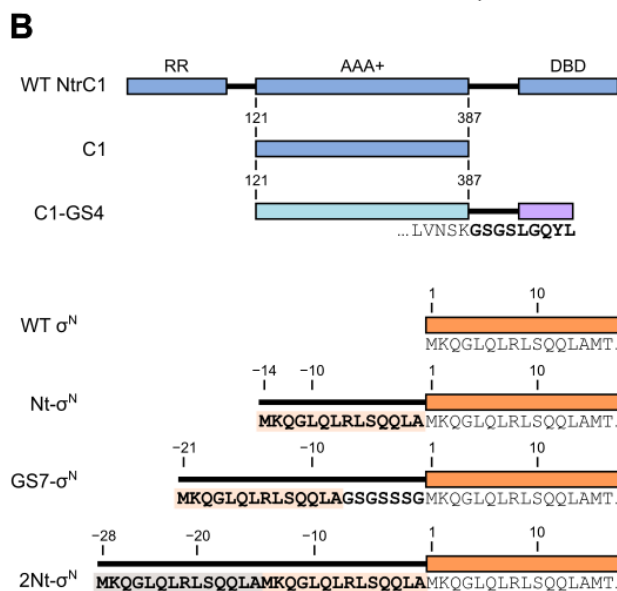 B
RR AAA+ DBD
WT NtrC1
121 387
C1
121 387
C1-GS4
...LVNSKGSGSLGQYL
1 10
WT σN
MKQGLQLRLSQQLAMT.
−14 −10 1 10
Nt-σN
MKQGLQLRLSQQLAMKQGLQLRLSQQLAMT.
−21 −10 1 10
GS7-σN
MKQGLQLRLSQQLAGSGSSSGMKQGLQLRLSQQLAMT.
−28 −20 −10 1 10
2Nt-σN
MKQGLQLRLSQQLAMKQGLQLRLSQQLAMKQGLQLRLSQQLAMT.